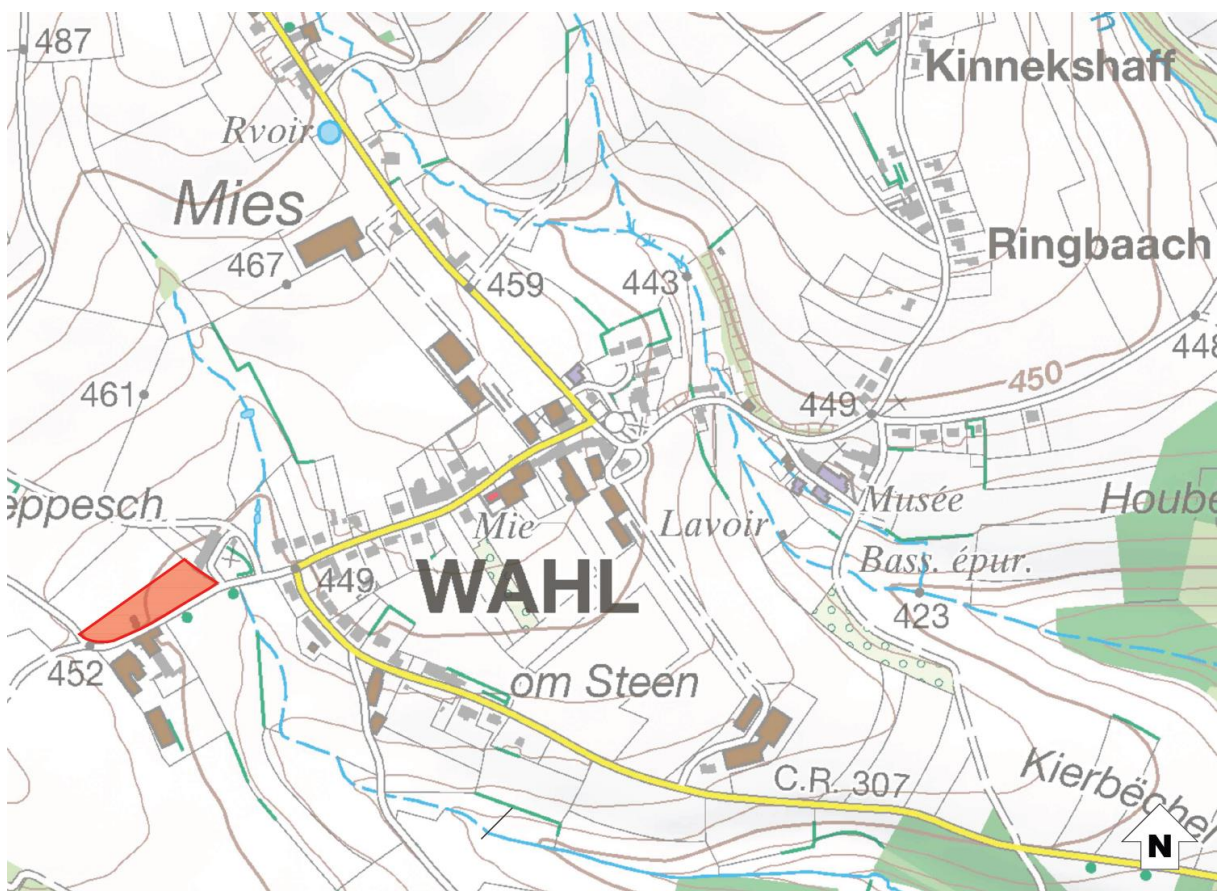 487
Kinnekshaff
Rvoir
Mies
467
459
443
Ringbaach
448
450
461
449
eppesch
Musée
Hoube
Mie
Lavoir
449
WAHL
Bass. épur.
423
452
om Steen
C.R. 307
Kierbëchel
N